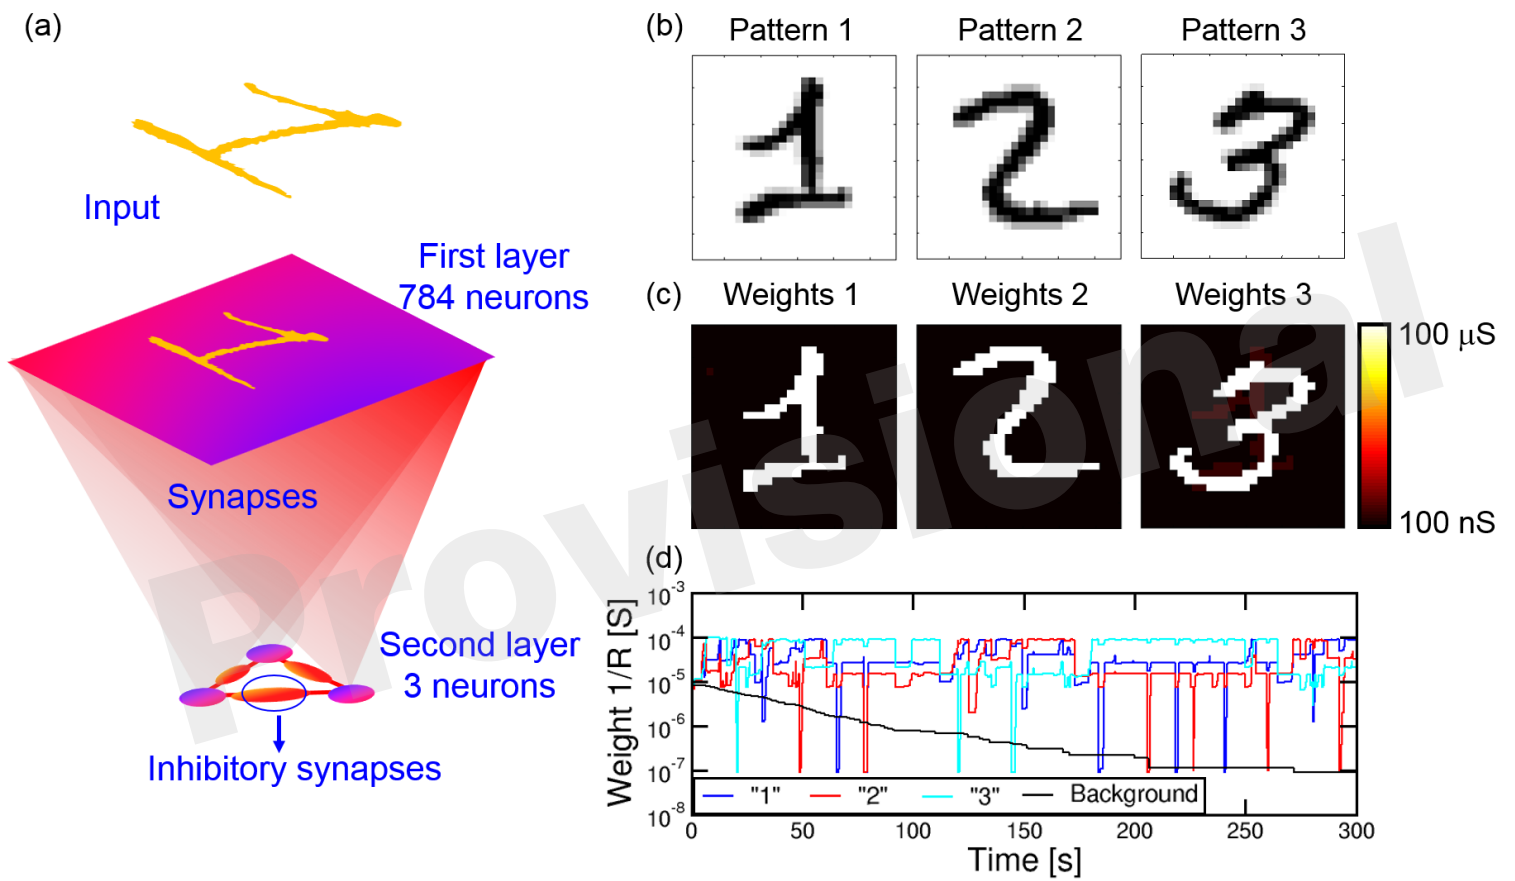 (a)
Input
First layer
784 neurons
Synapses
Second layer
3 neurons
Inhibitory synapses
(b)
Pattern 1 Pattern 2 Pattern 3
(c)
Weights 1 Weights 2 Weights 3
100 µS
100 nS
(d)
Weight 1/R [S]
10-3
10-4
10-5
10-6
10-7
10-8
"1" "2" "3" Background
0 50 100 150 200 250 300
Time [s]
Provisional